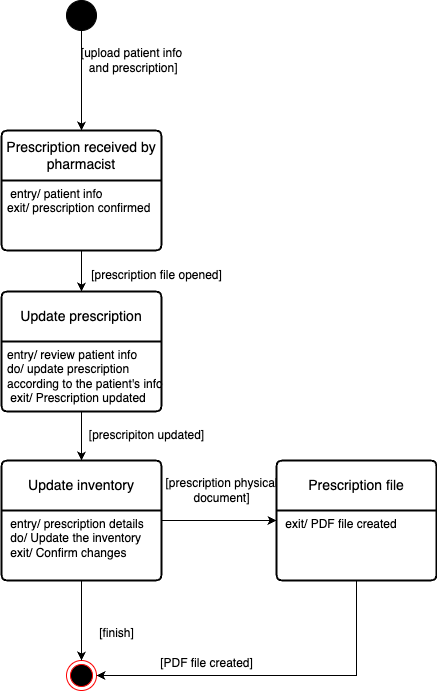 [upload patient info
and prescription]
Prescription received by
pharmacist
entry/ patient info
exit/ prescription confirmed
[prescription file opened]
Update prescription
entry/ review patient info
do/ update prescription
according to the patient's info
exit/ Prescription updated
[prescripiton updated]
Update inventory
entry/ prescription details
do/ Update the inventory
exit/ Confirm changes
[prescription physical
document]
Prescription file
exit/ PDF file created
[finish]
[PDF file created]